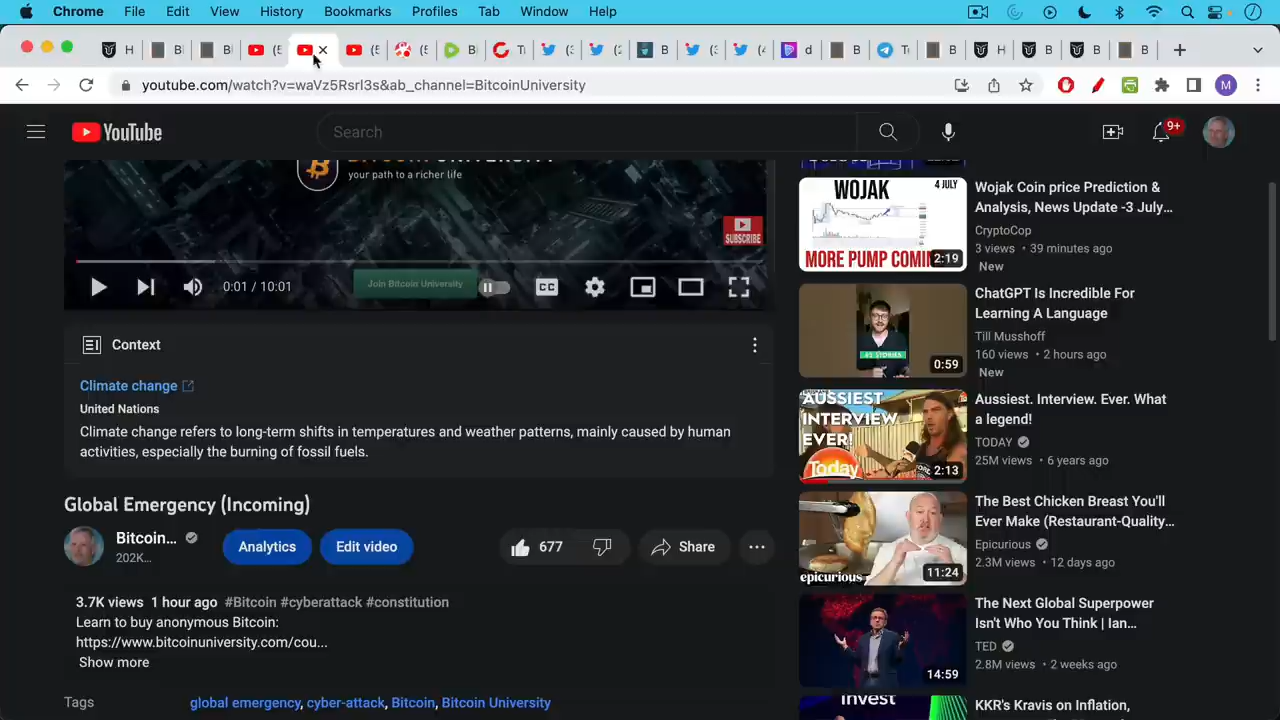 Chrome File Edit View History Bookmarks Profiles Tab Window Help
youtube.com/watch?v=waVz5RsrI3s&ab_channel=BitcoinUniversity
M
YouTube
Search
9+
your path to a richer life
SUBSCRIBE
0:01 / 10:01
Join Bitcoin University
CC
Context
Climate change
United Nations
Climate change refers to long-term shifts in temperatures and weather patterns, mainly caused by human
activities, especially the burning of fossil fuels.
Global Emergency (Incoming)
Bitcoin...
202K...
Analytics
Edit video
677
Share
3.7K views 1 hour ago #Bitcoin #cyberattack #constitution
Learn to buy anonymous Bitcoin:
https://www.bitcoinuniversity.com/cou...
Show more
Tags
global emergency, cyber-attack, Bitcoin, Bitcoin University
WOJAK
4 JULY
MORE PUMP COMIN
2:19
Wojak Coin price Prediction &
Analysis, News Update -3 July...
CryptoCop
3 views • 39 minutes ago
New
0:59
ChatGPT Is Incredible For
Learning A Language
Till Musshoff
160 views • 2 hours ago
New
AUSSIEST
INTERVIEW
EVER!
Today
2:13
Aussiest. Interview. Ever. What
a legend!
TODAY
25M views • 6 years ago
epicurious
11:24
The Best Chicken Breast You'll
Ever Make (Restaurant-Quality...
Epicurious
2.3M views • 12 days ago
14:59
The Next Global Superpower
Isn't Who You Think | Ian...
TED
2.8M views • 2 weeks ago
Invest
KKR's Kravis on Inflation,